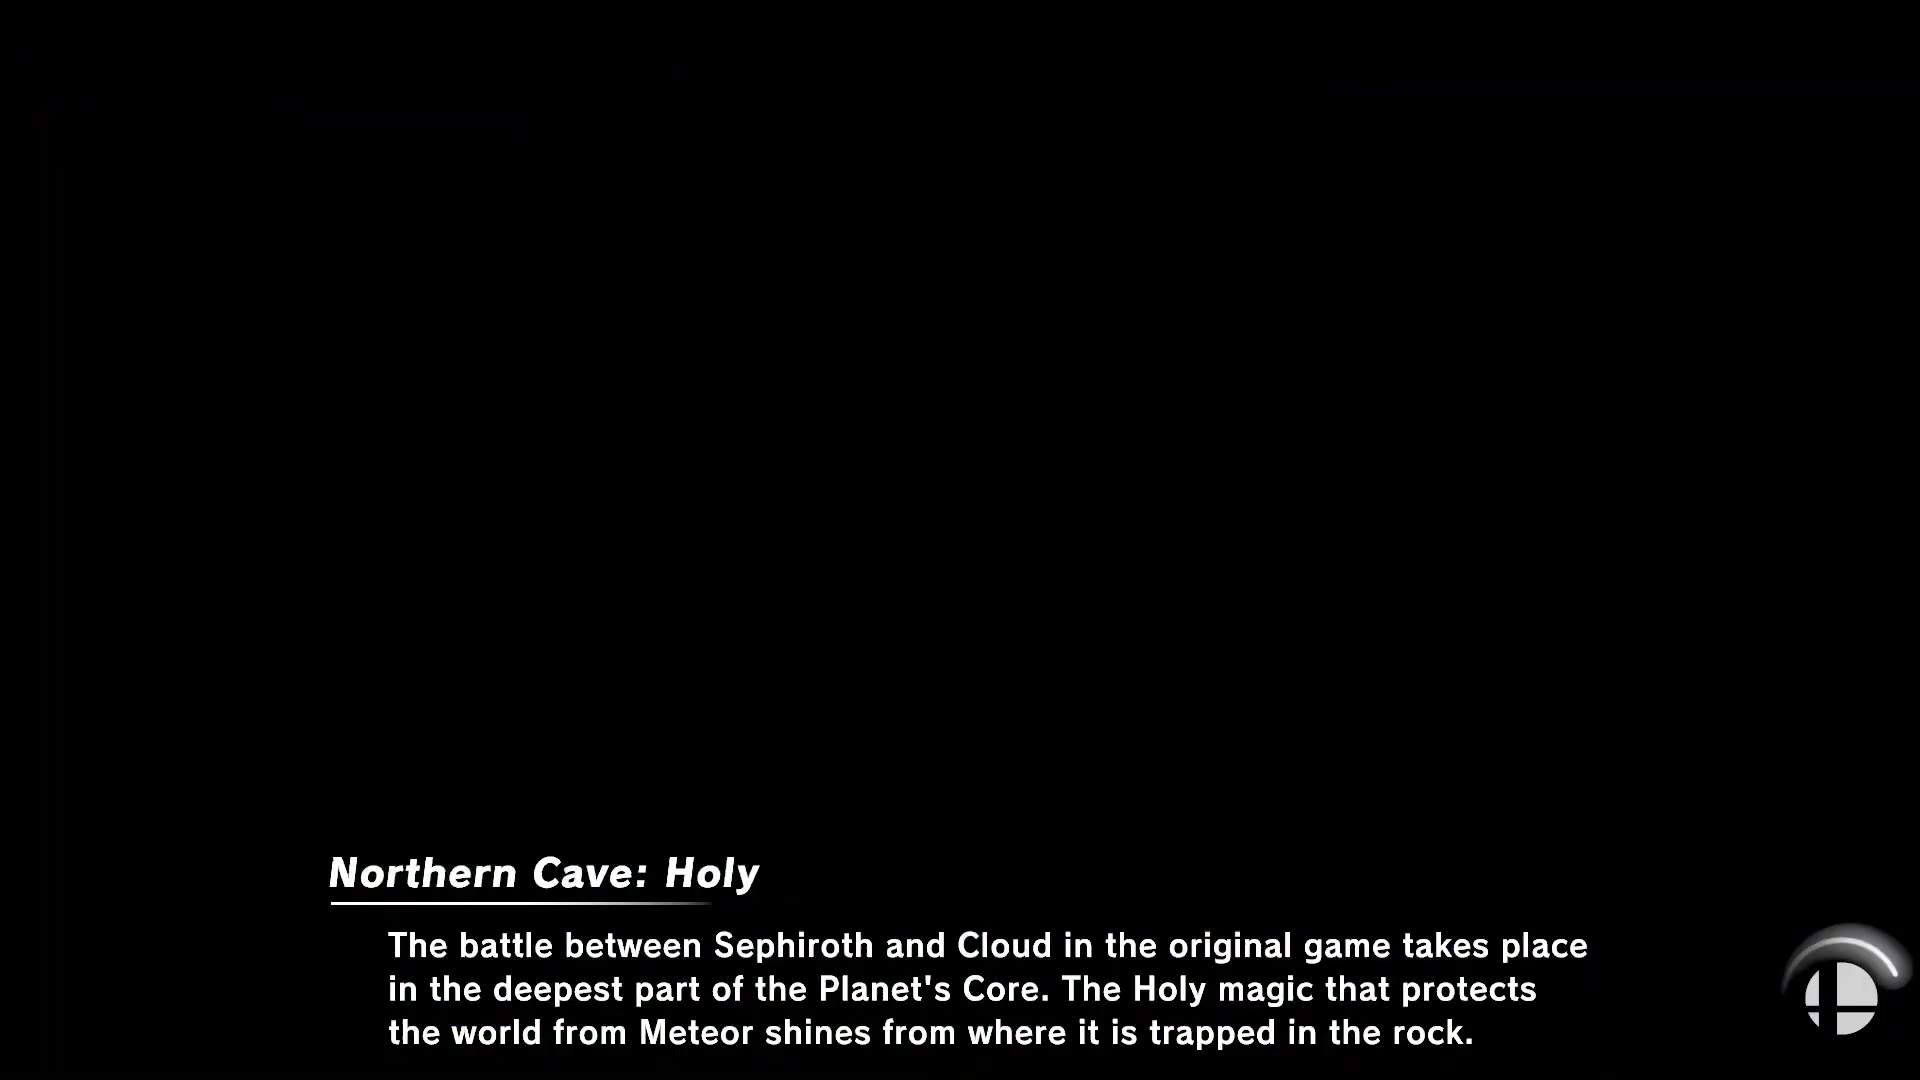 Northern Cave: Holy
The battle between Sephiroth and Cloud in the original game takes place
in the deepest part of the Planet's Core. The Holy magic that protects
the world from Meteor shines from where it is trapped in the rock.